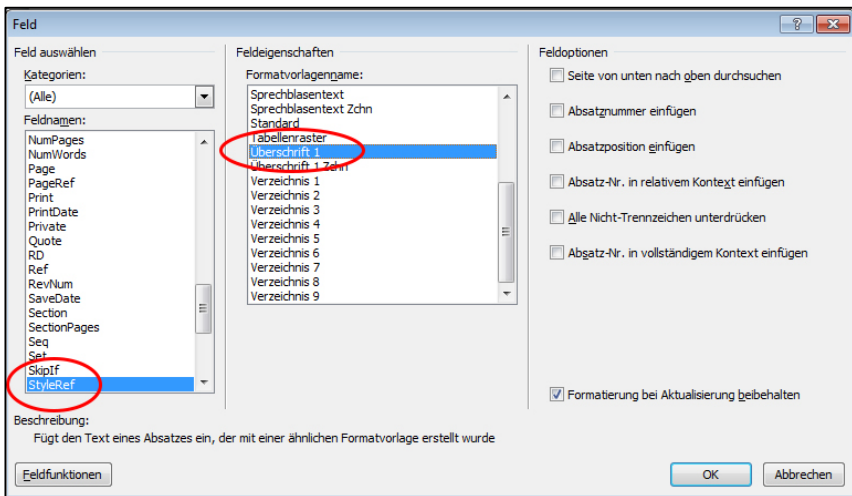 Feld
Feld auswählen
Kategorien:
(Alle)
Feldnamen:
NumPages
NumWords
Page
PageRef
Print
PrintDate
Private
Quote
RD
Ref
RevNum
SaveDate
Section
SectionPages
Seq
Set
SkipIf
StyleRef
Feldeigenschaften
Formatvorlagenname:
Sprechblasentext
Sprechblasentext Zchn
Standard
Tabellenraster
Überschrift 1
Überschrift 1 Zchn
Verzeichnis 1
Verzeichnis 2
Verzeichnis 3
Verzeichnis 4
Verzeichnis 5
Verzeichnis 6
Verzeichnis 7
Verzeichnis 8
Verzeichnis 9
Feldoptionen
Seite von unten nach oben durchsuchen
Absatznummer einfügen
Absatzposition einfügen
Absatz-Nr. in relativem Kontext einfügen
Alle Nicht-Trennzeichen unterdrücken
Absatz-Nr. in vollständigem Kontext einfügen
Formatierung bei Aktualisierung beibehalten
Beschreibung:
Fügt den Text eines Absatzes ein, der mit einer ähnlichen Formatvorlage erstellt wurde
Feldfunktionen
OK
Abbrechen